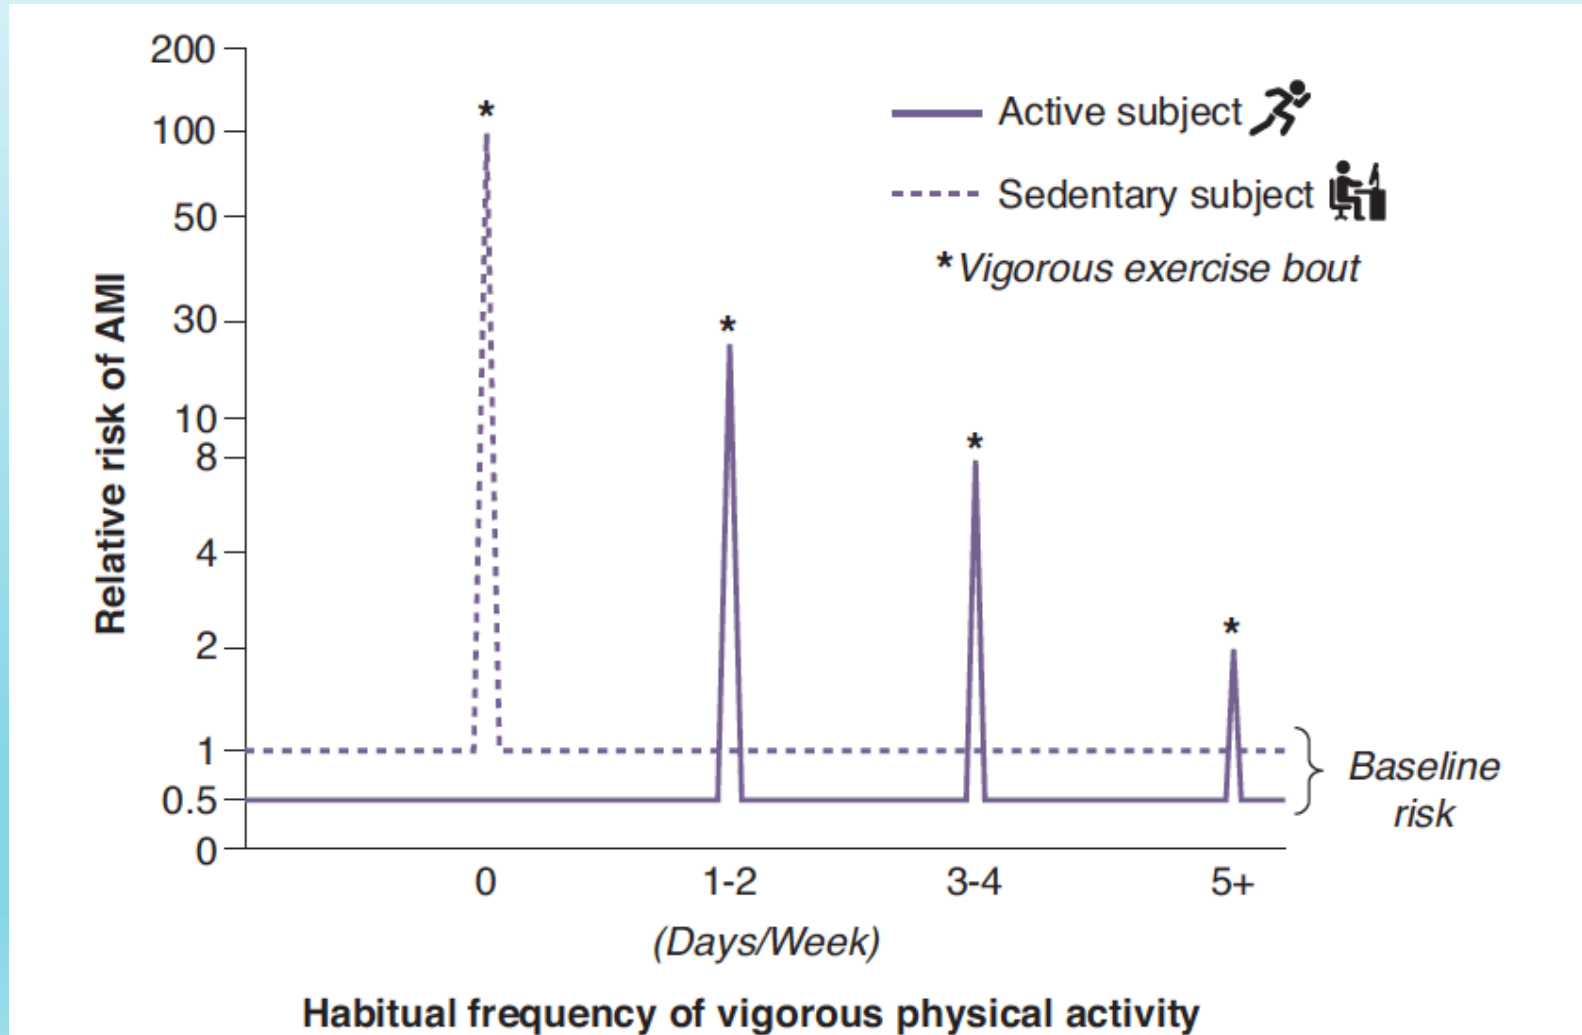 200
100
50
30
10
8
4
2
1
0.5
0
Relative risk of AMI
*
*
*
*
Active subject
Sedentary subject
*Vigorous exercise bout
Baseline
risk
0 1-2 3-4 5+
(Days/Week)
Habitual frequency of vigorous physical activity